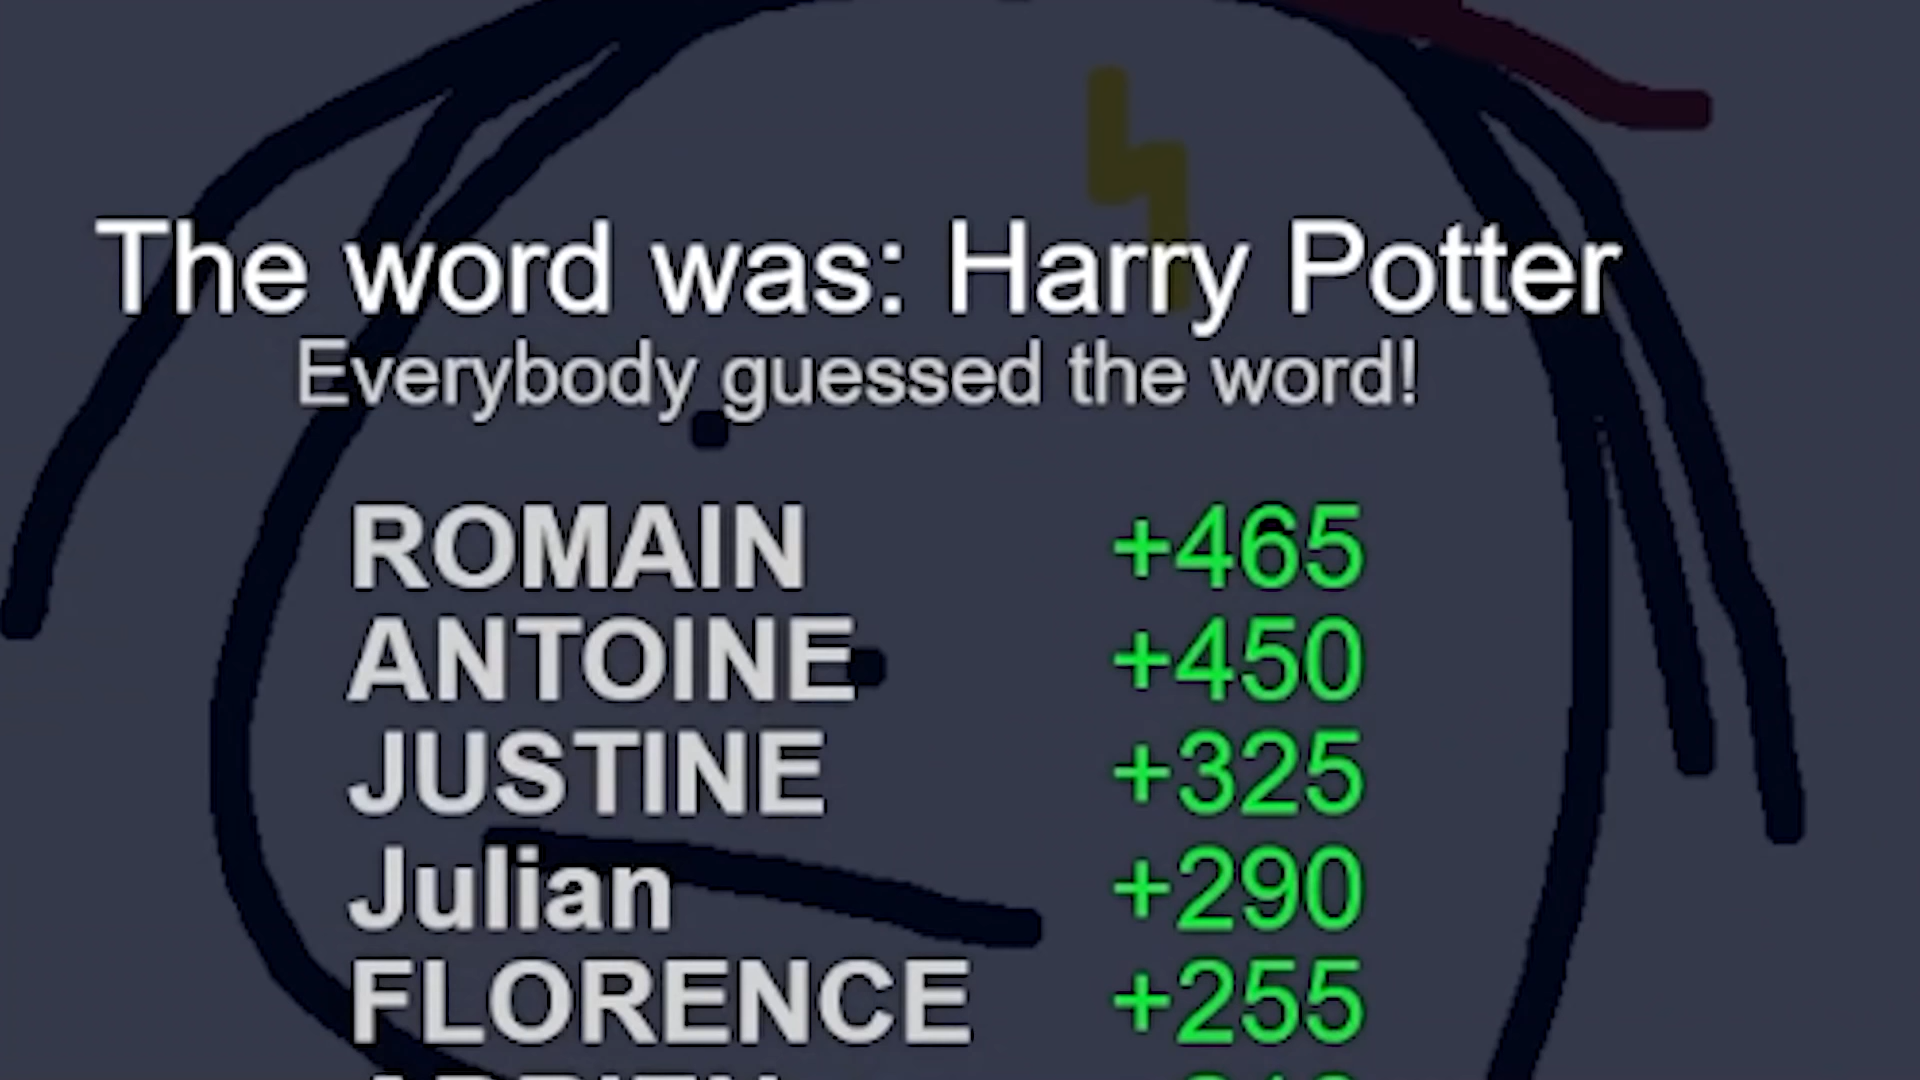 The word was: Harry Potter
Everybody guessed the word!
ROMAIN +465
ANTOINE +450
JUSTINE +325
Julian +290
FLORENCE +255